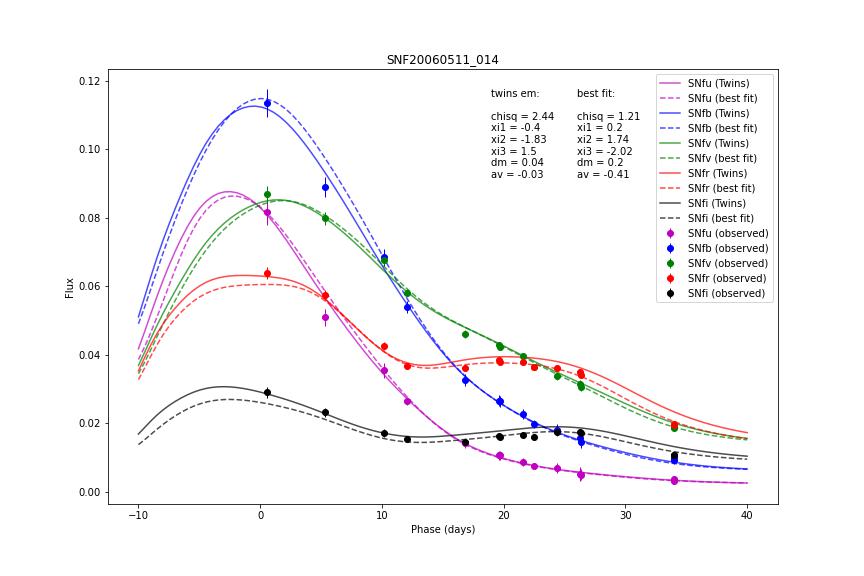 SNF20060511_014
twins em: best fit:
chisq = 2.44 chisq = 1.21
xi1 = -0.4 xi1 = 0.2
xi2 = -1.83 xi2 = 1.74
xi3 = 1.5 xi3 = -2.02
dm = 0.04 dm = 0.2
av = -0.03 av = -0.41
SNfu (Twins)
SNfu (best fit)
SNfb (Twins)
SNfb (best fit)
SNfv (Twins)
SNfv (best fit)
SNfr (Twins)
SNfr (best fit)
SNfi (Twins)
SNfi (best fit)
SNfu (observed)
SNfb (observed)
SNfv (observed)
SNfr (observed)
SNfi (observed)
Flux
0.12
0.10
0.08
0.06
0.04
0.02
0.00
−10 0 10 20 30 40
Phase (days)